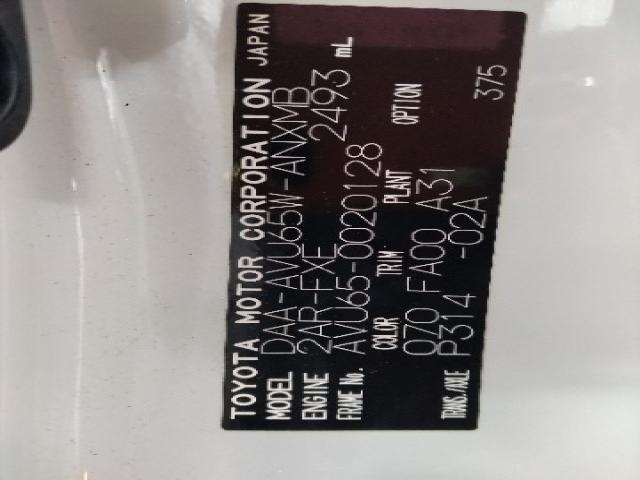 TOYOTA MOTOR CORPORATION JAPAN
MODEL DAA-AVU65W-ANXMB
ENGINE 2AR-FXE 2493 mL
FRAME No. AVU65-0020128
COLOR TRIM PLANT OPTION
070 FA00 A31
TRANS./AXLE P314 -02A 375